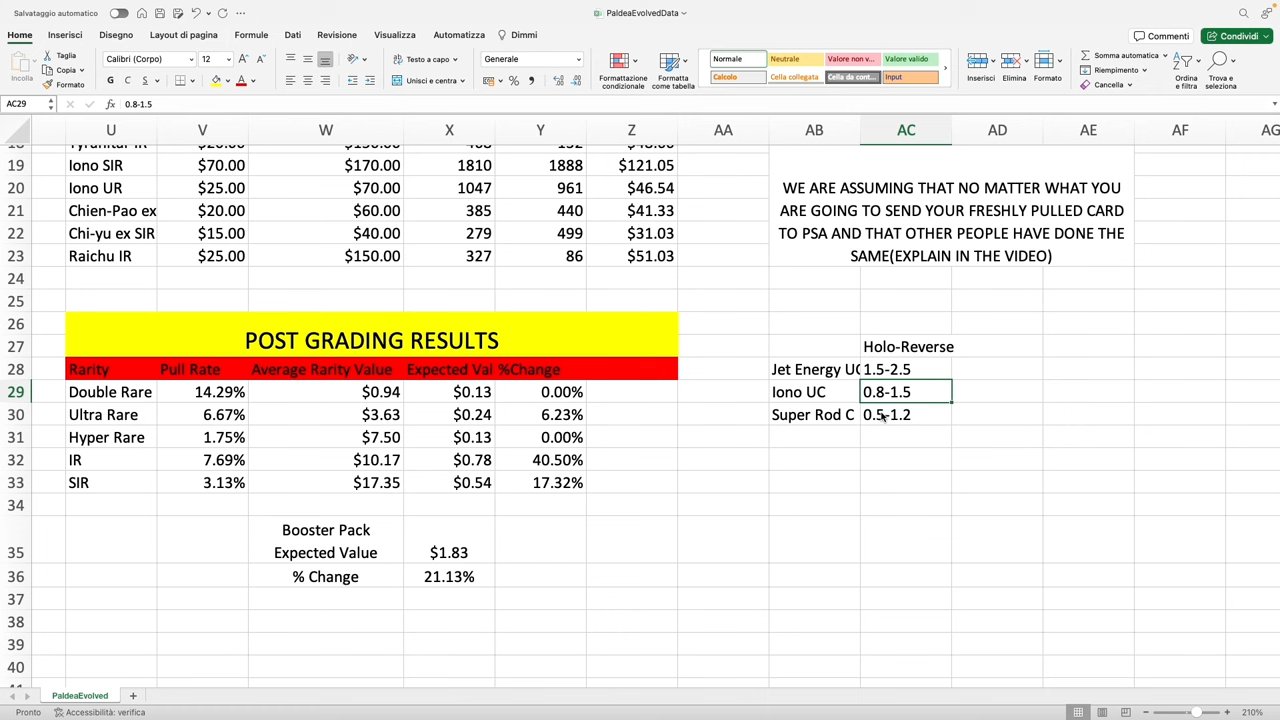 Salvataggio automatico
PaldeaEvolvedData
Home Inserisci Disegno Layout di pagina Formule Dati Revisione Visualizza Automatizza Dimmi Commenti Condividi
Incolla
Taglia
Copia
Formato
Calibri (Corpo) 12
G C S
Testo a capo
Unisci e centra
Generale
Formattazione condizionale
Formatta come tabella
Normale Neutrale Valore non v... Valore valido
Calcolo Cella collegata Cella da cont... Input
Inserisci Elimina Formato
Somma automatica
Riempimento
Cancella
Ordina e filtra
Trova e seleziona
AC29 fx 0.8-1.5
U V W X Y Z AA AB AC AD AE AF AG
19 Iono SIR $70.00 $170.00 1810 1888 $121.05
20 Iono UR $25.00 $70.00 1047 961 $46.54 WE ARE ASSUMING THAT NO MATTER WHAT YOU
21 Chien-Pao ex $20.00 $60.00 385 440 $41.33 ARE GOING TO SEND YOUR FRESHLY PULLED CARD
22 Chi-yu ex SIR $15.00 $40.00 279 499 $31.03 TO PSA AND THAT OTHER PEOPLE HAVE DONE THE
23 Raichu IR $25.00 $150.00 327 86 $51.03 SAME(EXPLAIN IN THE VIDEO)
24
25
26
POST GRADING RESULTS
27 Holo-Reverse
28 Rarity Pull Rate Average Rarity Value Expected Val %Change Jet Energy UC 1.5-2.5
29 Double Rare 14.29% $0.94 $0.13 0.00% Iono UC 0.8-1.5
30 Ultra Rare 6.67% $3.63 $0.24 6.23% Super Rod C 0.5-1.2
31 Hyper Rare 1.75% $7.50 $0.13 0.00%
32 IR 7.69% $10.17 $0.78 40.50%
33 SIR 3.13% $17.35 $0.54 17.32%
34
Booster Pack
35 Expected Value $1.83
36 % Change 21.13%
37
38
39
40
PaldeaEvolved
Pronto Accessibilità: verifica 210%